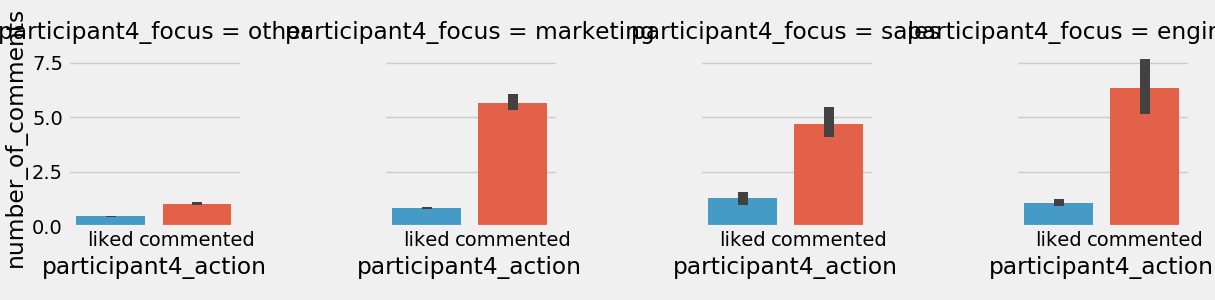 participant4_focus = other
participant4_focus = marketing
participant4_focus = sales
participant4_focus = engin
number_of_comments
7.5
5.0
2.5
0.0
liked commented
liked commented
liked commented
liked commented
participant4_action
participant4_action
participant4_action
participant4_action